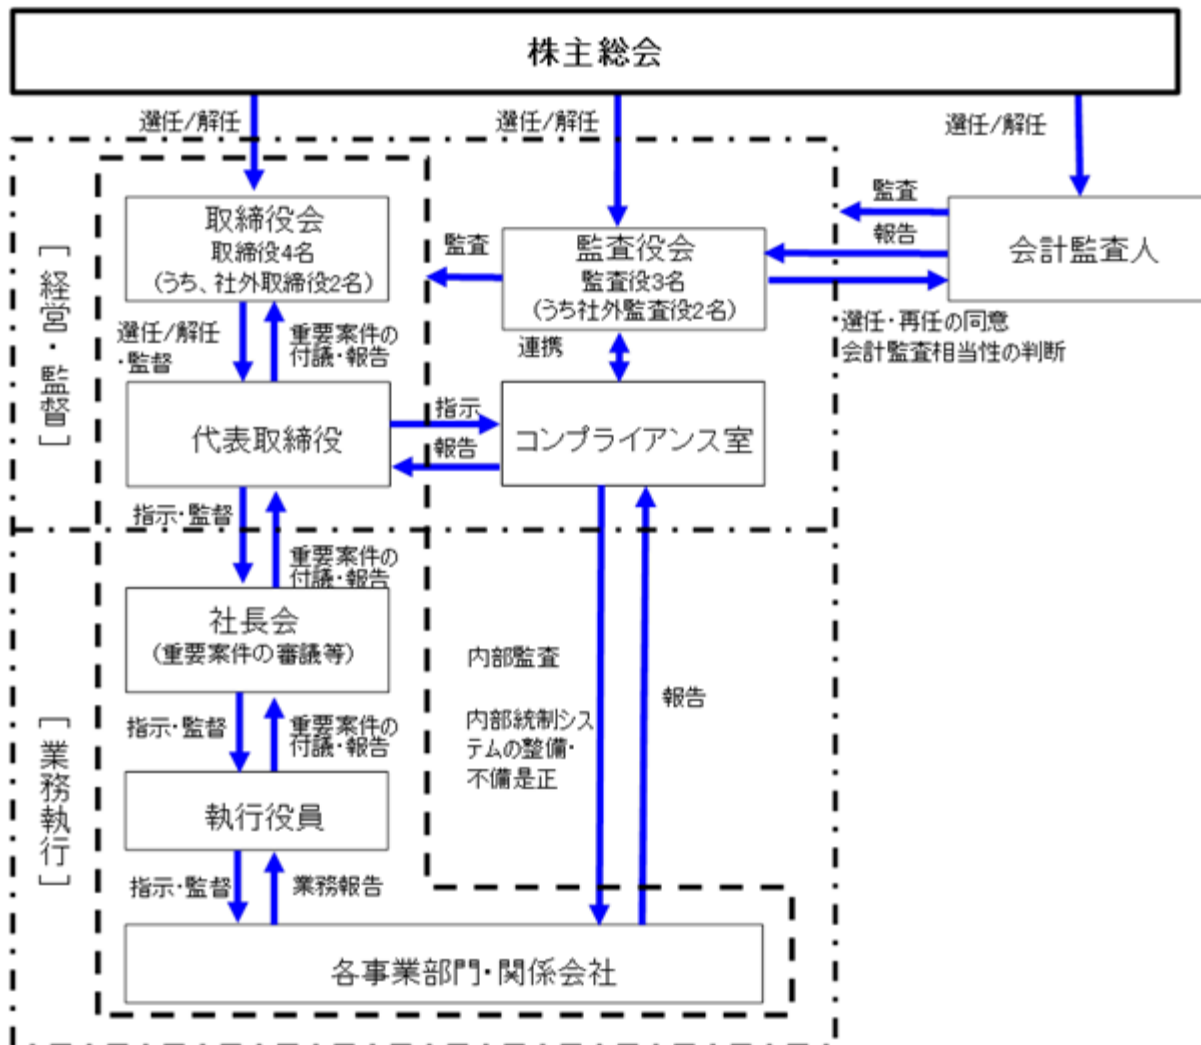 株主総会
選任/解任
選任/解任
選任/解任
取締役会
取締役4名
(うち、社外取締役2名)
監査
監査役会
監査役3名
(うち社外監査役2名)
監査
報告
会計監査人
選任・再任の同意
会計監査相当性の判断
[経営・監督]
選任/解任
・監督
重要案件の
付議・報告
連携
代表取締役
指示
報告
コンプライアンス室
指示・監督
重要案件の
付議・報告
社長会
(重要案件の審議等)
[業務執行]
指示・監督
重要案件の
付議・報告
内部監査
内部統制シス
テムの整備・
不備是正
報告
執行役員
指示・監督
業務報告
各事業部門・関係会社